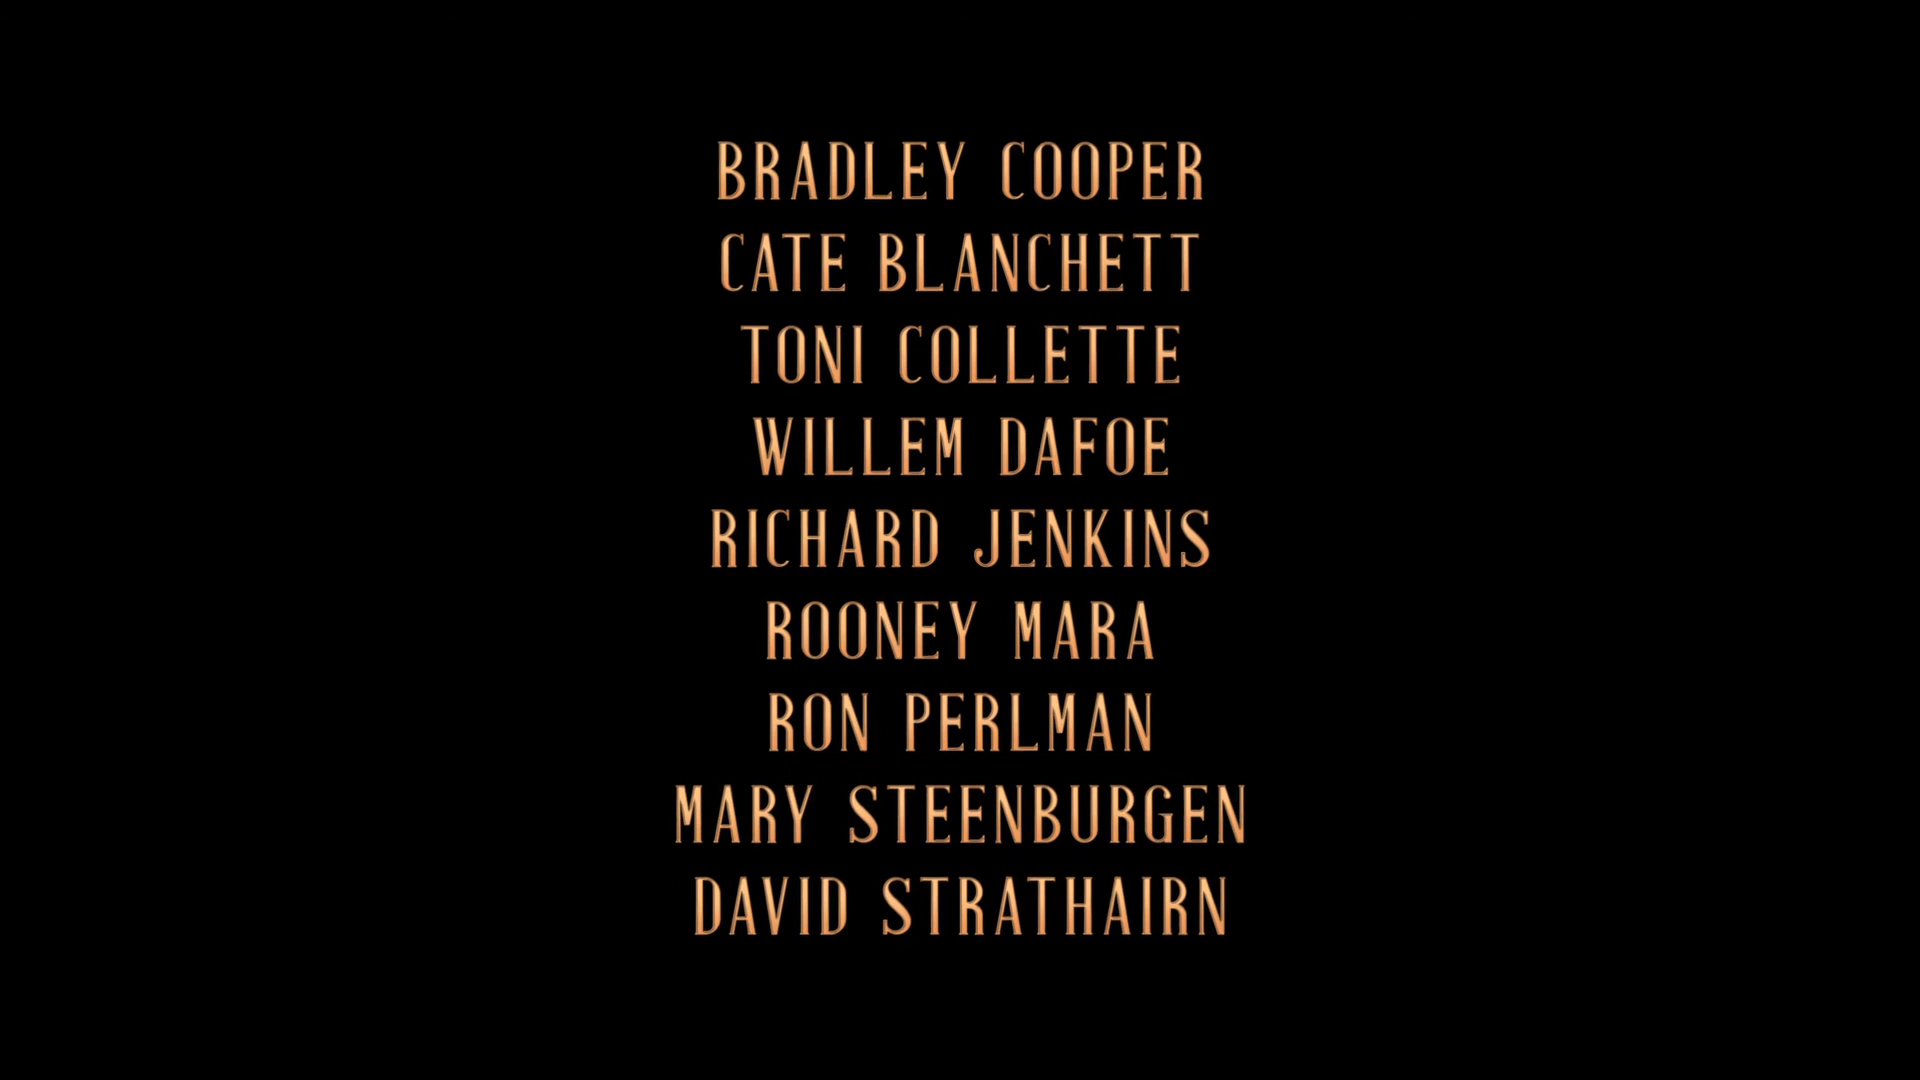 BRADLEY COOPER
CATE BLANCHETT
TONI COLLETTE
WILLEM DAFOE
RICHARD JENKINS
ROONEY MARA
RON PERLMAN
MARY STEENBURGEN
DAVID STRATHAIRN